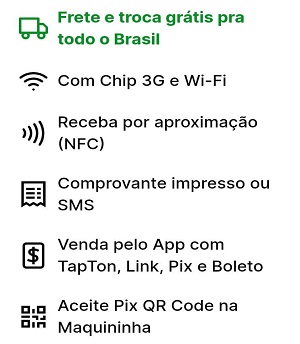 Frete e troca grátis pra
todo o Brasil
Com Chip 3G e Wi-Fi
Receba por aproximação
(NFC)
Comprovante impresso ou
SMS
Venda pelo App com
TapTon, Link, Pix e Boleto
Aceite Pix QR Code na
Maquininha